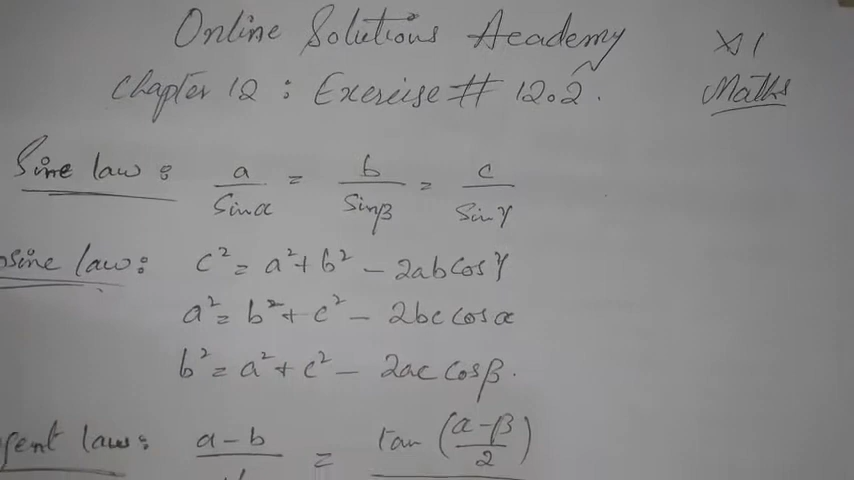 Online Solutions Academy XI
Chapter 12 : Exercise # 12.2. Maths
Sine law : a/Sinα = b/Sinβ = c/Sinγ
osine law: c² = a² + b² - 2ab Cosγ
a² = b² + c² - 2bc cosα
b² = a² + c² - 2ac Cosβ.
gent law: a-b = tan (α-β/2)